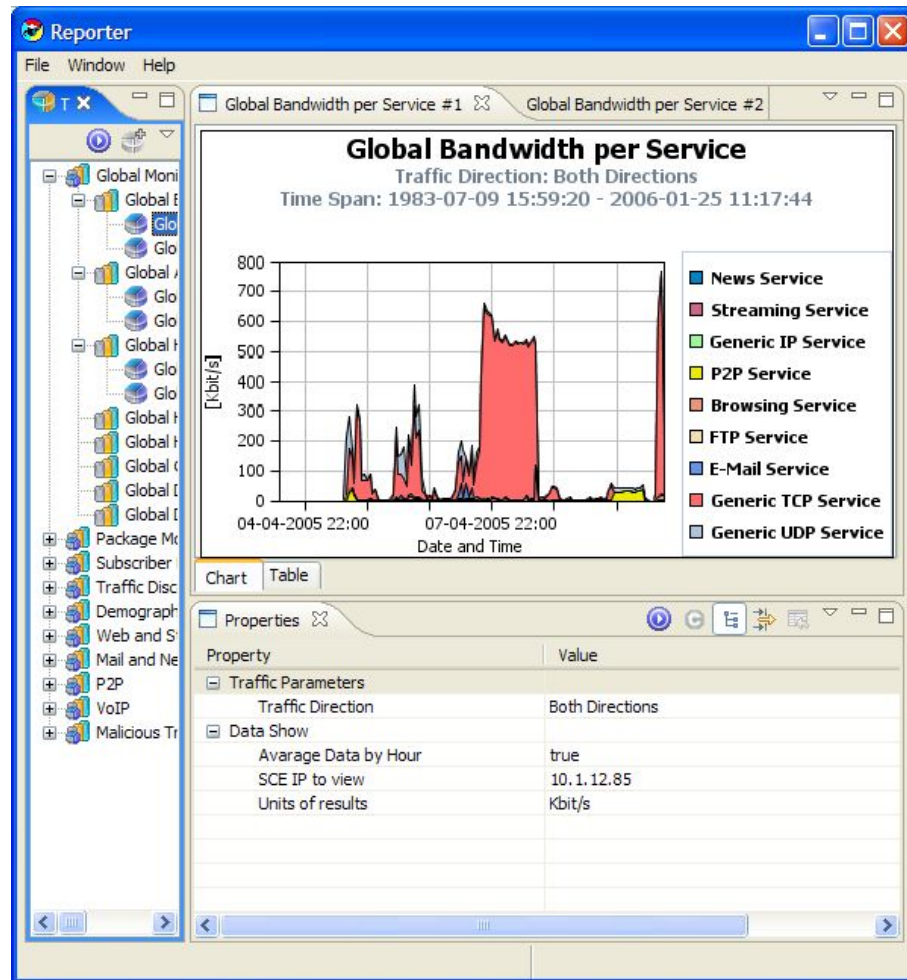 Reporter
File Window Help
T
Global Bandwidth per Service #1
Global Bandwidth per Service #2
Global Moni
Global E
Glo
Glo
Global A
Glo
Glo
Global H
Glo
Glo
Global H
Global H
Global C
Global D
Global D
Package Mo
Subscriber
Traffic Disc
Demograph
Web and S
Mail and Ne
P2P
VoIP
Malicious Tr
Global Bandwidth per Service
Traffic Direction: Both Directions
Time Span: 1983-07-09 15:59:20 - 2006-01-25 11:17:44
[Kbit/s]
800
700
600
500
400
300
200
100
0
04-04-2005 22:00 07-04-2005 22:00
Date and Time
News Service
Streaming Service
Generic IP Service
P2P Service
Browsing Service
FTP Service
E-Mail Service
Generic TCP Service
Generic UDP Service
Chart Table
Properties
Property Value
Traffic Parameters
Traffic Direction Both Directions
Data Show
Avarage Data by Hour true
SCE IP to view 10.1.12.85
Units of results Kbit/s